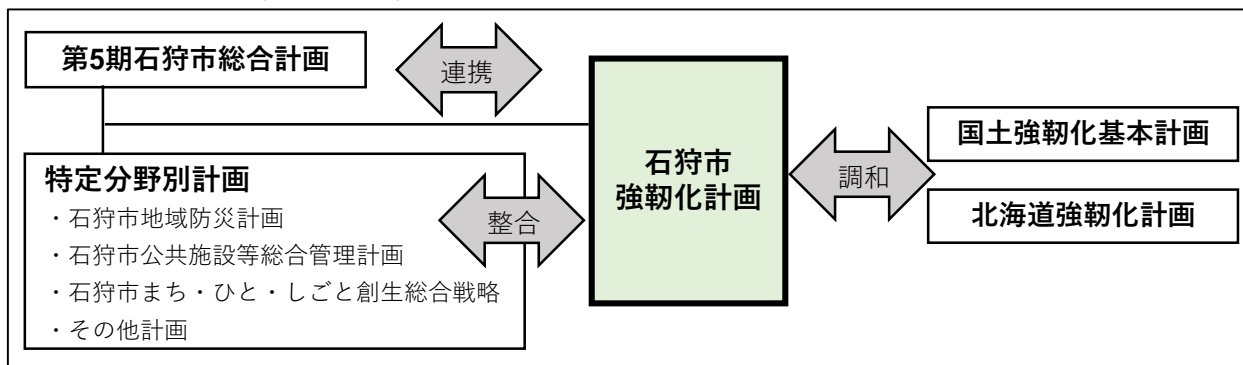 第5期石狩市総合計画
連携
特定分野別計画
・石狩市地域防災計画
・石狩市公共施設等総合管理計画
・石狩市まち・ひと・しごと創生総合戦略
・その他計画
整合
石狩市
強靭化計画
調和
国土強靭化基本計画
北海道強靭化計画